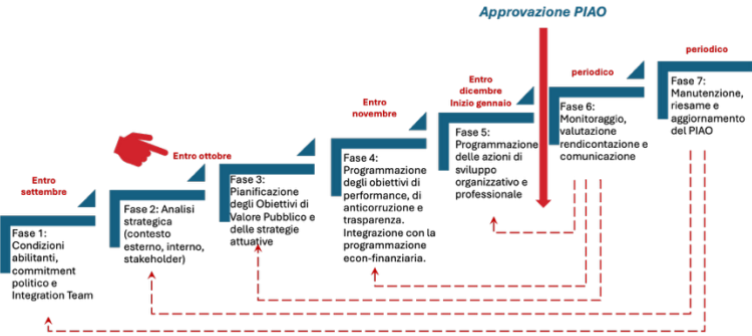 Approvazione PIAO
Entro
settembre
Fase 1:
Condizioni
abilitanti,
commitment
politico e
Integration Team
Fase 2: Analisi
strategica
(contesto
esterno, interno,
stakeholder)
Entro ottobre
Fase 3:
Pianificazione
degli Obiettivi di
Valore Pubblico e
delle strategie
attuative
Entro
novembre
Fase 4:
Programmazione
degli obiettivi di
performance, di
anticorruzione e
trasparenza.
Integrazione con la
programmazione
econ-finanziaria.
Entro
dicembre
Inizio gennaio
Fase 5:
Programmazione
delle azioni di
sviluppo
organizzativo e
professionale
periodico
Fase 6:
Monitoraggio,
valutazione
rendicontazione e
comunicazione
periodico
Fase 7:
Manutenzione,
riesame e
aggiornamento
del PIAO